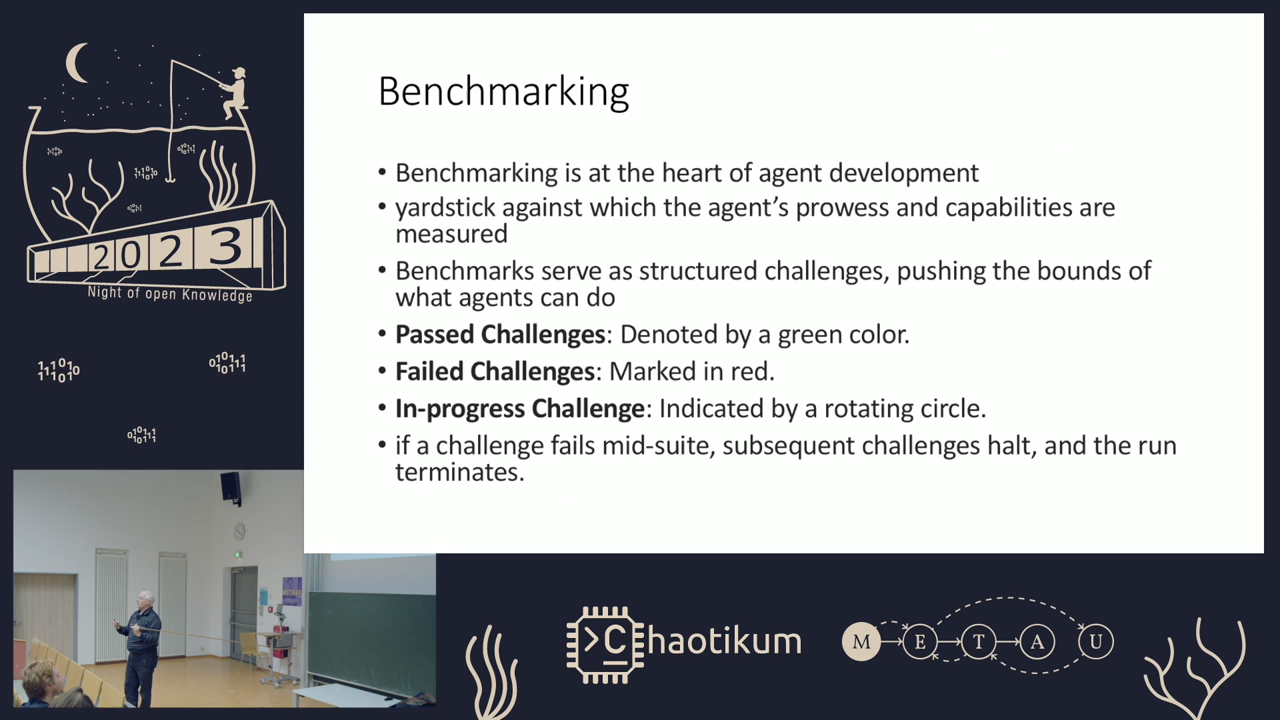 Benchmarking
• Benchmarking is at the heart of agent development
• yardstick against which the agent’s prowess and capabilities are
measured
• Benchmarks serve as structured challenges, pushing the bounds of
what agents can do
• Passed Challenges: Denoted by a green color.
• Failed Challenges: Marked in red.
• In-progress Challenge: Indicated by a rotating circle.
• if a challenge fails mid-suite, subsequent challenges halt, and the run
terminates.
2023
Night of open Knowledge
>Chaotikum
M E T A U